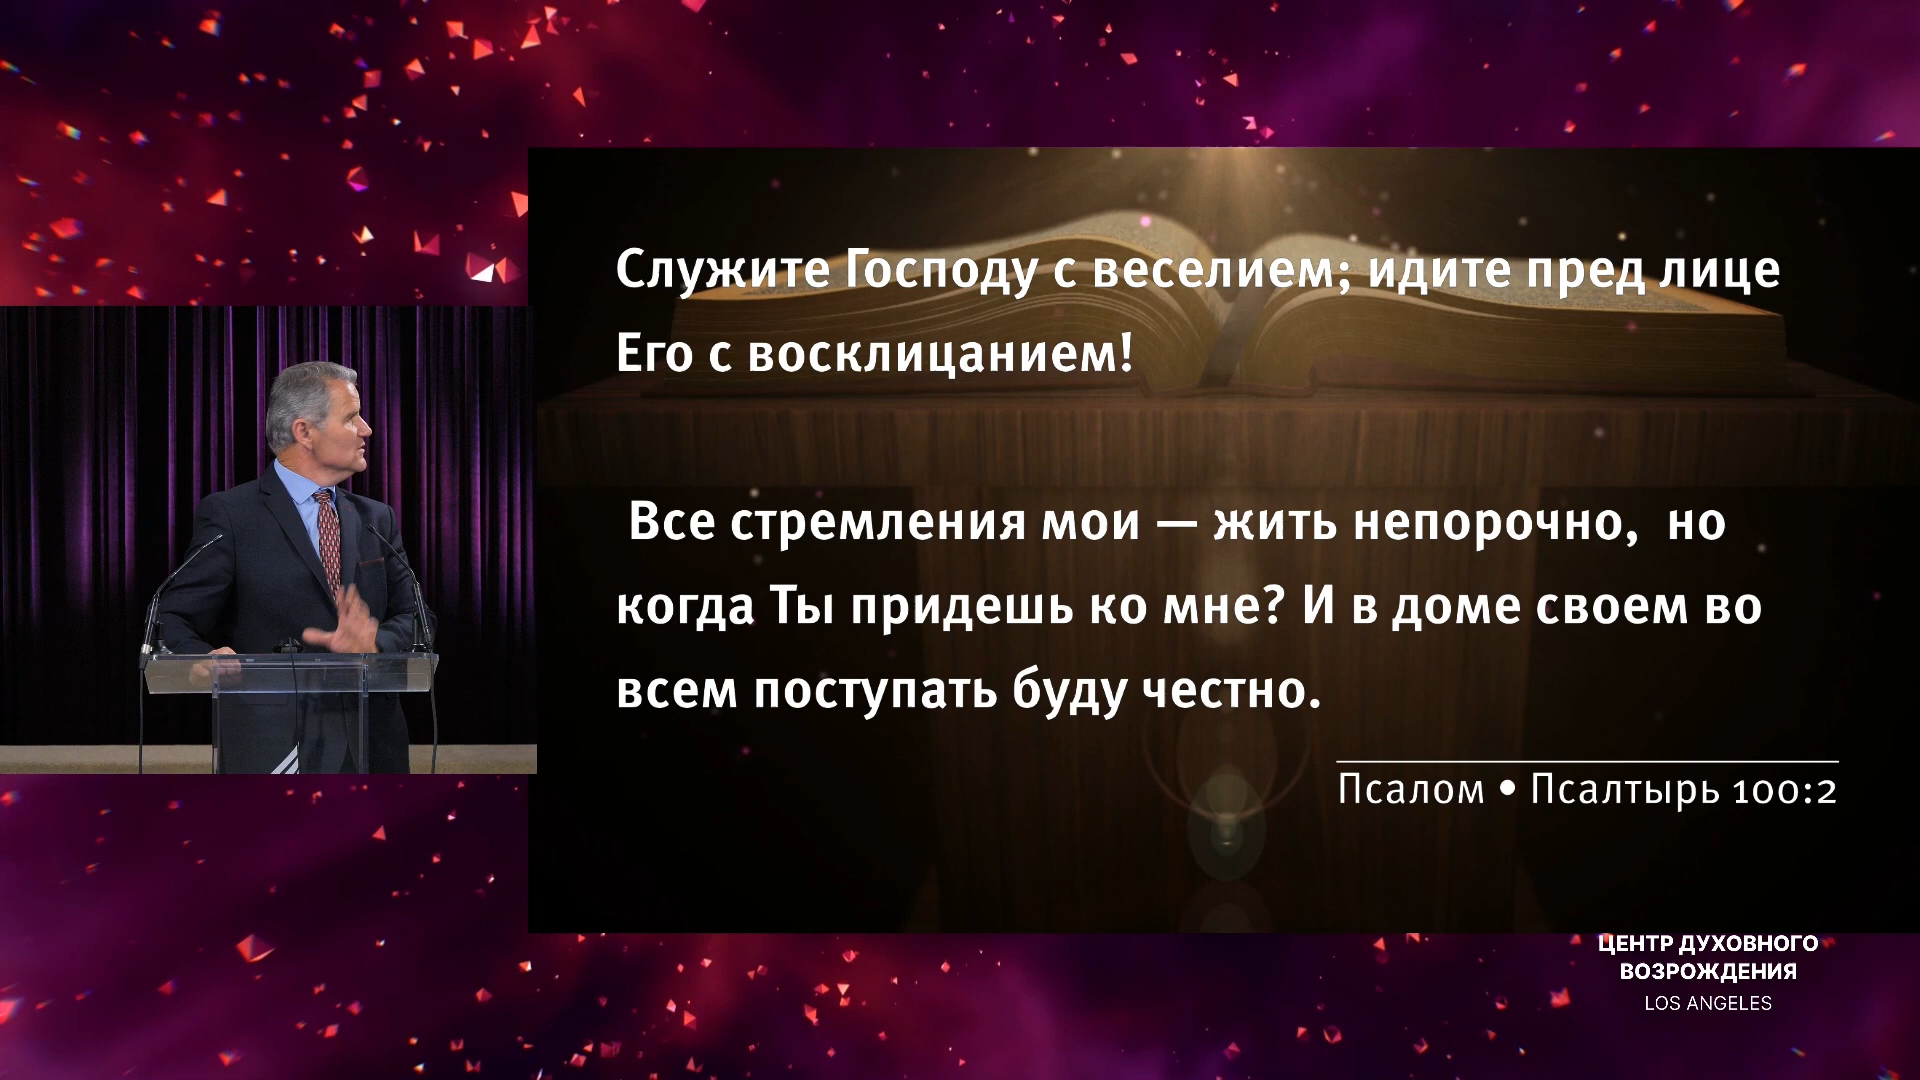 Служите Господу с веселием; идите пред лице
Его с восклицанием!
Все стремления мои — жить непорочно, но
когда Ты придешь ко мне? И в доме своем во
всем поступать буду честно.
Псалом • Псалтырь 100:2
ЦЕНТР ДУХОВНОГО
ВОЗРОЖДЕНИЯ
LOS ANGELES